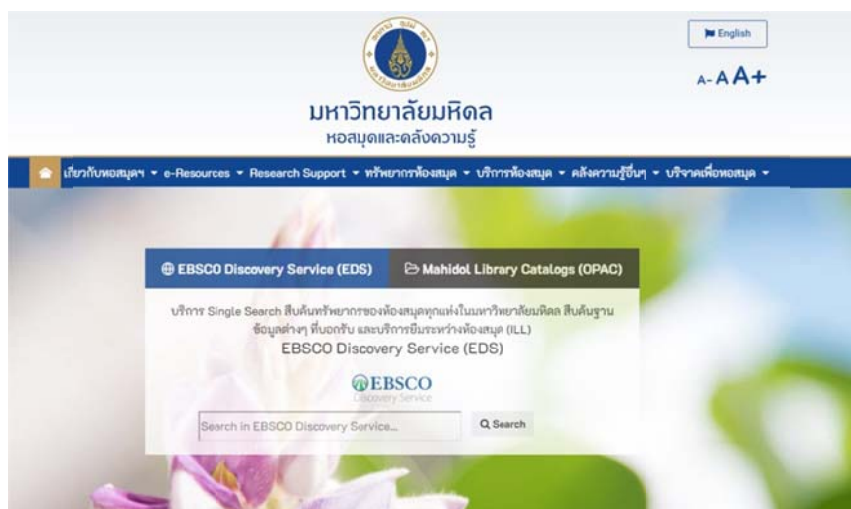 English
A- A A+
มหาวิทยาลัยมหิดล
หอสมุดและคลังความรู้
เกี่ยวกับหอสมุดฯ e-Resources Research Support ทรัพยากรห้องสมุด บริการห้องสมุด คลังความรู้อื่นๆ บริจาคเพื่อหอสมุด
EBSCO Discovery Service (EDS) Mahidol Library Catalogs (OPAC)
บริการ Single Search สืบค้นทรัพยากรของห้องสมุดทุกแห่งในมหาวิทยาลัยมหิดล สืบค้นฐาน
ข้อมูลต่างๆ ที่บอกรับ และบริการยืมระหว่างห้องสมุด (ILL)
EBSCO Discovery Service (EDS)
EBSCO
Discovery Service
Search in EBSCO Discovery Service... Search